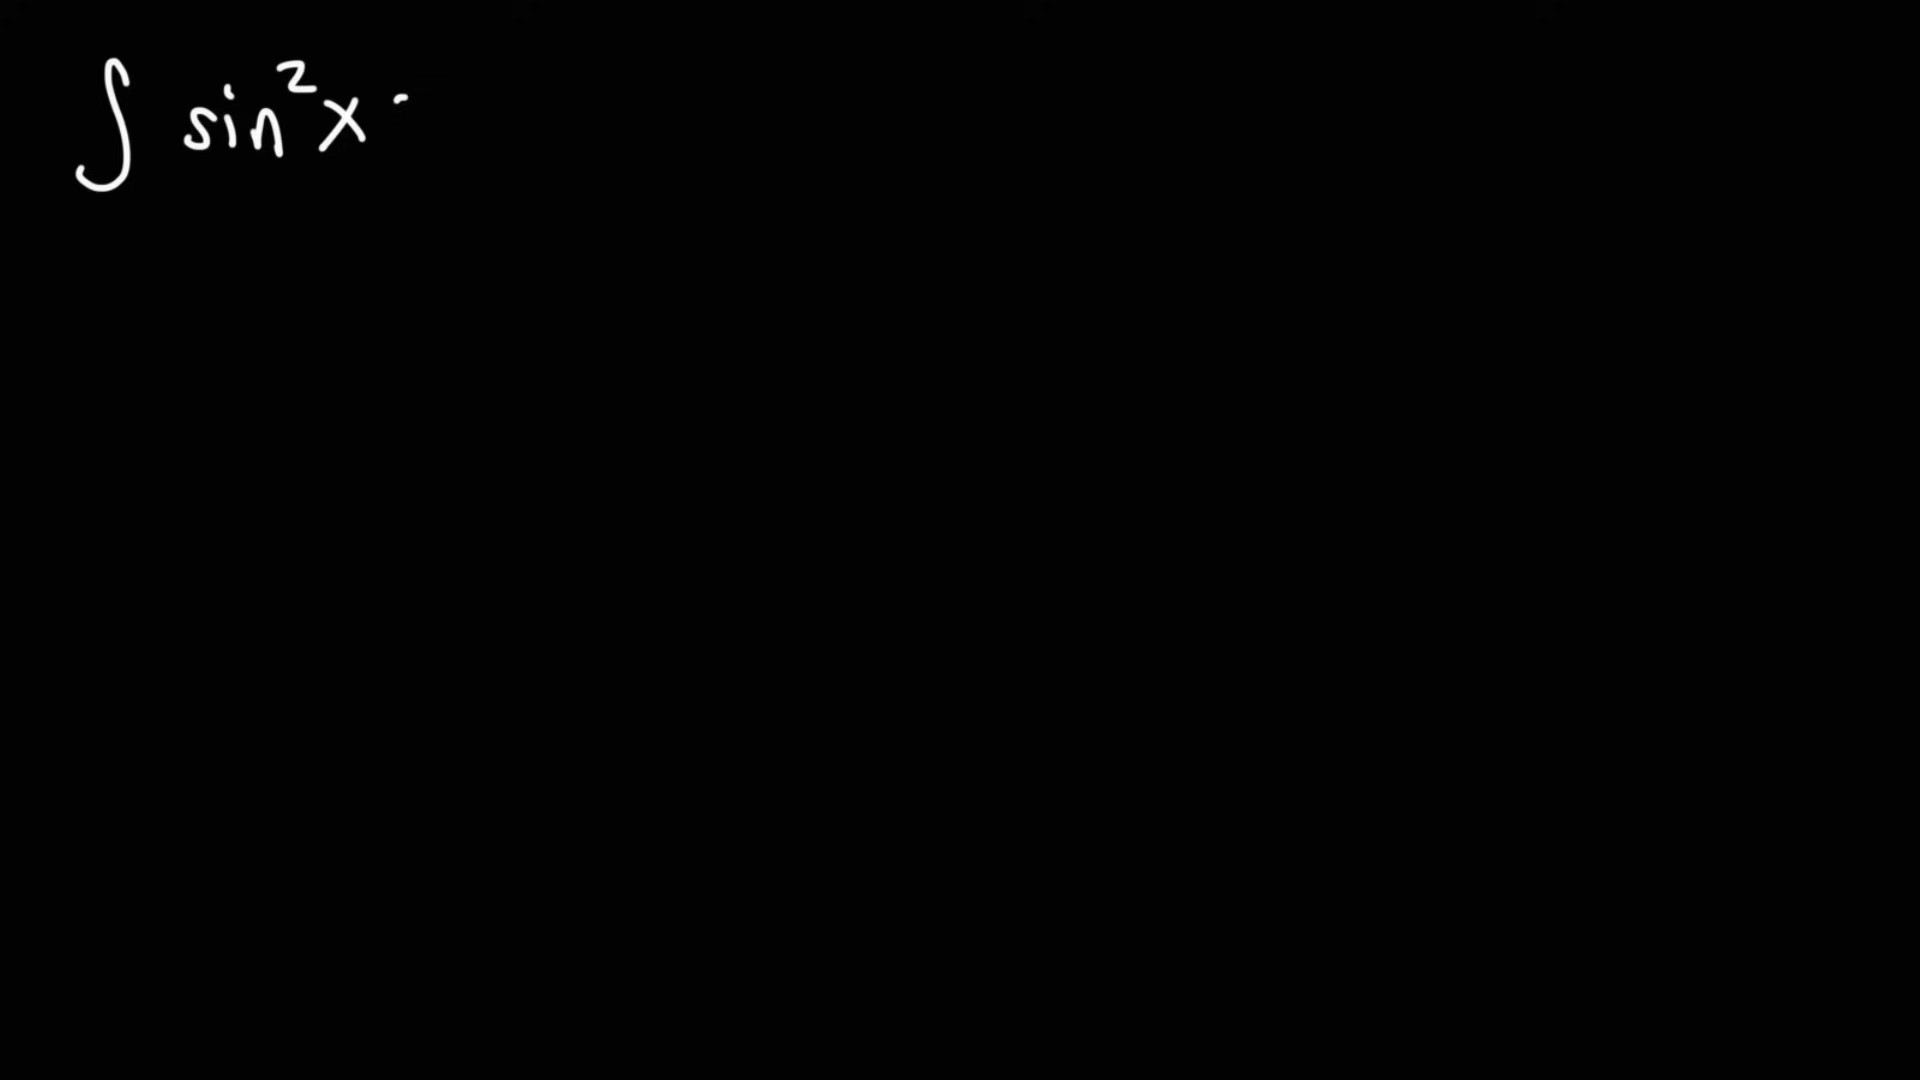 ∫ sin²x